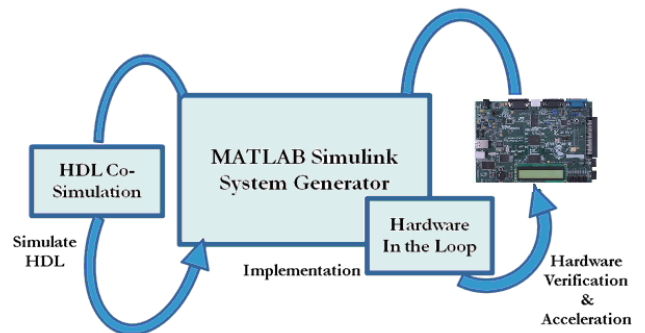 MATLAB Simulink
System Generator
HDL Co-
Simulation
Simulate
HDL
Hardware
In the Loop
Implementation
Hardware
Verification
&
Acceleration